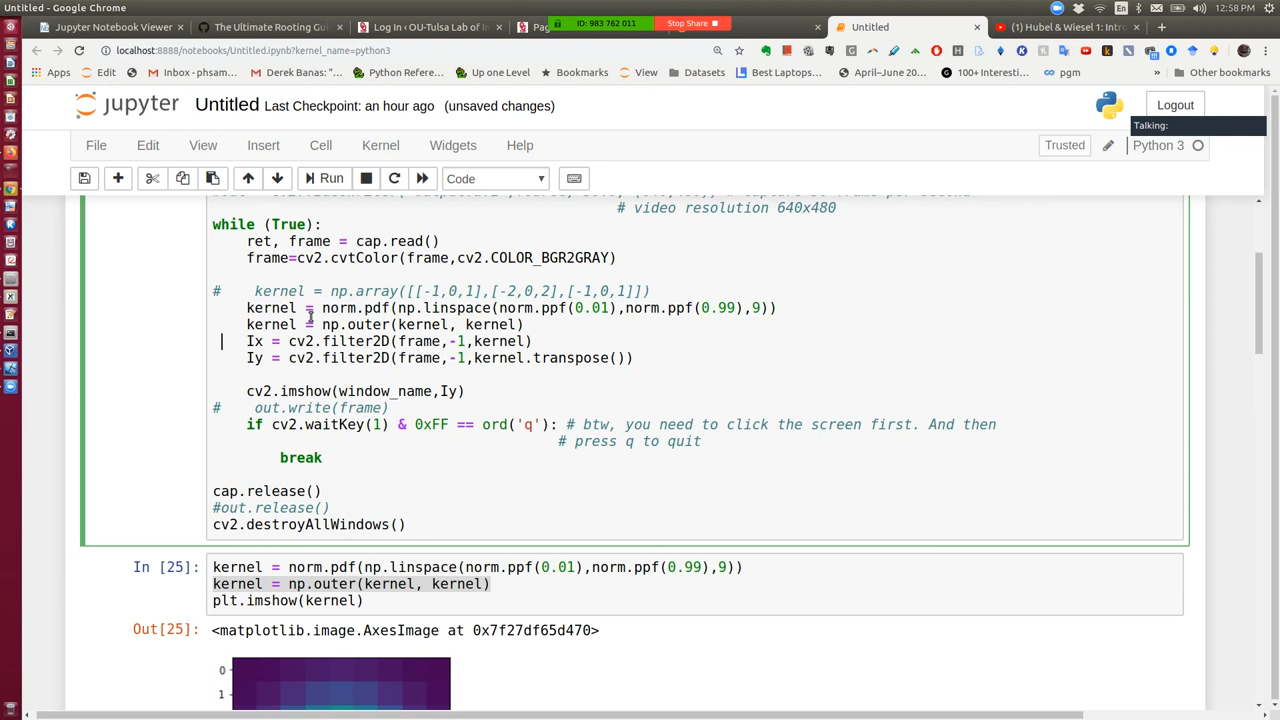 Untitled - Google Chrome
ID: 983 762 011
Stop Share
En
12:58 PM
Jupyter Notebook Viewer
The Ultimate Rooting Gui
Log In ‹ OU-Tulsa Lab of In
Pag
Untitled
(1) Hubel & Wiesel 1: Intro
localhost:8888/notebooks/Untitled.ipynb?kernel_name=python3
Apps
Edit
Inbox - phsam...
Derek Banas: "...
Python Refere...
Up one Level
Bookmarks
View
Datasets
Best Laptops...
April–June 20...
100+ Interesti...
pgm
»
Other bookmarks
jupyter
Untitled Last Checkpoint: an hour ago (unsaved changes)
Logout
Talking:
File
Edit
View
Insert
Cell
Kernel
Widgets
Help
Trusted
Python 3
Run
Code
# video resolution 640x480
while (True):
ret, frame = cap.read()
frame=cv2.cvtColor(frame,cv2.COLOR_BGR2GRAY)
# kernel = np.array([[-1,0,1],[-2,0,2],[-1,0,1]])
kernel = norm.pdf(np.linspace(norm.ppf(0.01),norm.ppf(0.99),9))
kernel = np.outer(kernel, kernel)
Ix = cv2.filter2D(frame,-1,kernel)
Iy = cv2.filter2D(frame,-1,kernel.transpose())
cv2.imshow(window_name,Iy)
# out.write(frame)
if cv2.waitKey(1) & 0xFF == ord('q'): # btw, you need to click the screen first. And then
# press q to quit
break
cap.release()
#out.release()
cv2.destroyAllWindows()
In [25]:
kernel = norm.pdf(np.linspace(norm.ppf(0.01),norm.ppf(0.99),9))
kernel = np.outer(kernel, kernel)
plt.imshow(kernel)
Out[25]:
<matplotlib.image.AxesImage at 0x7f27df65d470>
0
1